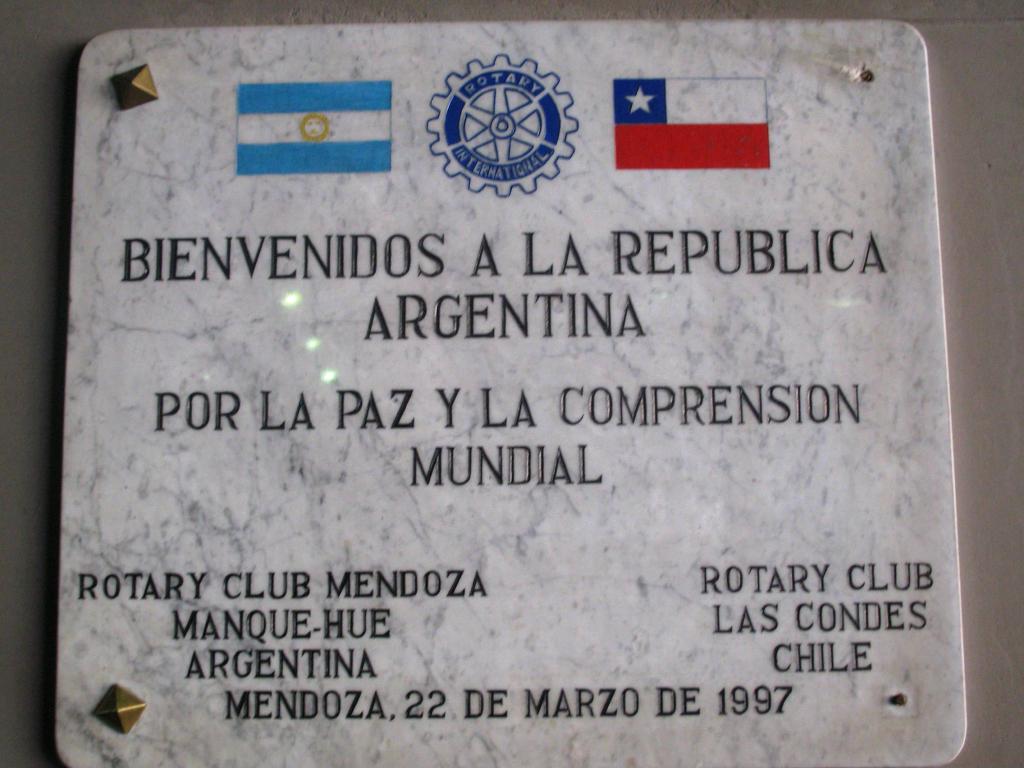 ROTARY
INTERNATIONAL
BIENVENIDOS A LA REPUBLICA
ARGENTINA
POR LA PAZ Y LA COMPRENSION
MUNDIAL
ROTARY CLUB MENDOZA
MANQUE-HUE
ARGENTINA
ROTARY CLUB
LAS CONDES
CHILE
MENDOZA, 22 DE MARZO DE 1997